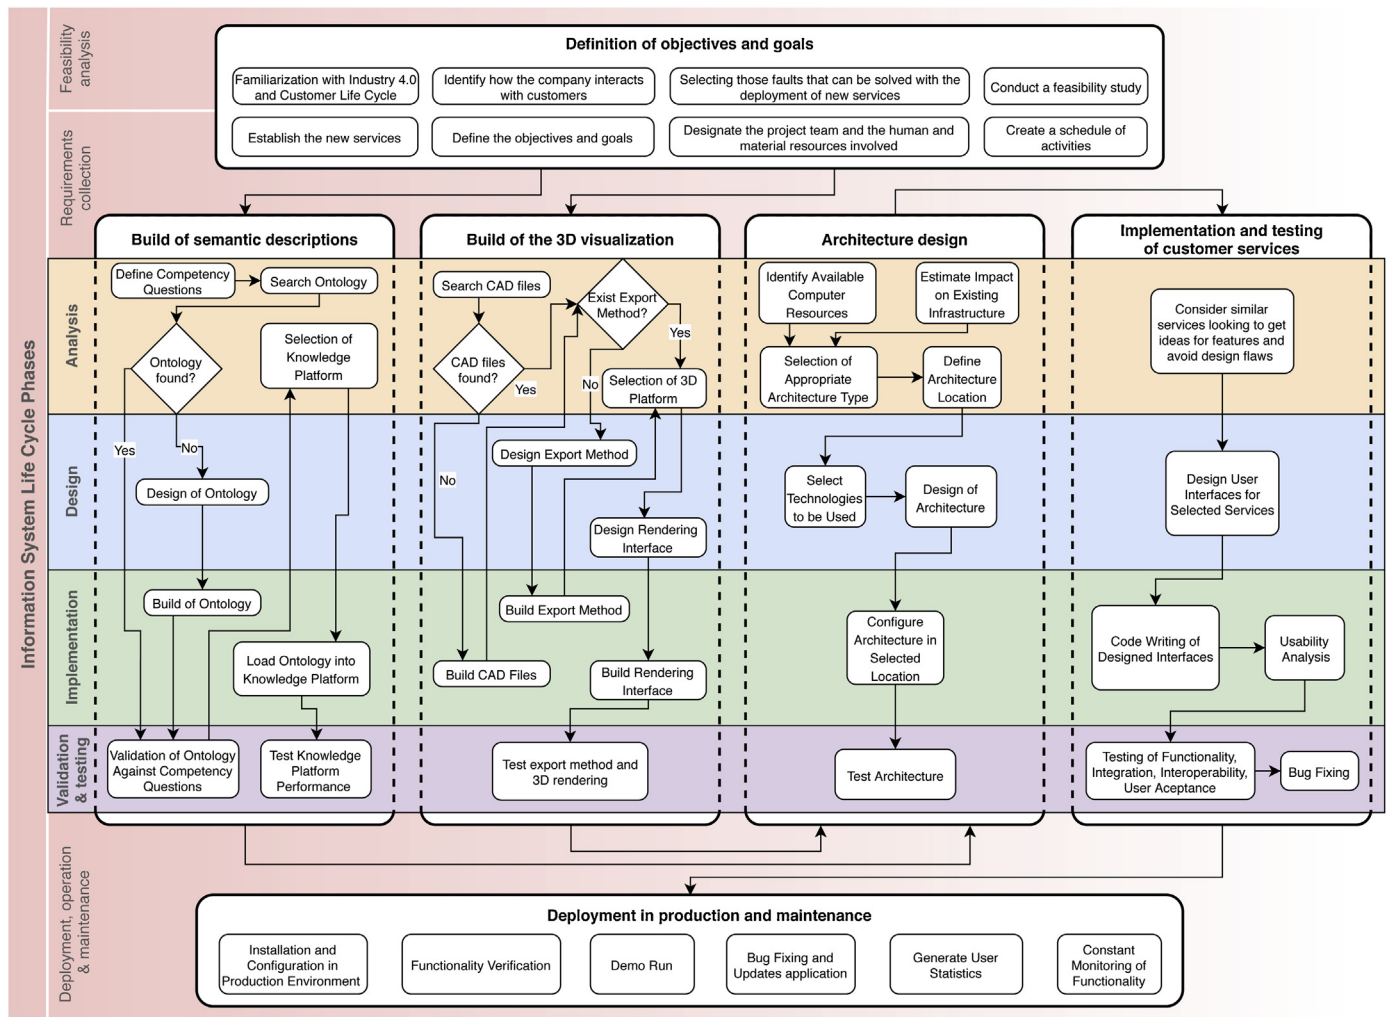 Information System Life Cycle Phases
Feasibility
analysis
Requirements
collection
Definition of objectives and goals
Familiarization with Industry 4.0
and Customer Life Cycle
Identify how the company interacts
with customers
Selecting those faults that can be solved with the
deployment of new services
Conduct a feasibility study
Establish the new services
Define the objectives and goals
Designate the project team and the human and
material resources involved
Create a schedule of
activities
Build of semantic descriptions
Build of the 3D visualization
Architecture design
Implementation and testing
of customer services
Analysis
Define Competency
Questions
Search Ontology
Ontology
found?
Selection of
Knowledge
Platform
Search CAD files
CAD files
found?
Yes
Exist Export
Method?
Yes
No
Selection of 3D
Platform
Identify Available
Computer
Resources
Estimate Impact
on Existing
Infrastructure
Selection of
Appropriate
Architecture Type
Define
Architecture
Location
Consider similar
services looking to get
ideas for features and
avoid design flaws
Design
Yes
No
Design of Ontology
No
Design Export Method
Design Rendering
Interface
Select
Technologies
to be Used
Design of
Architecture
Design User
Interfaces for
Selected Services
Implementation
Build of Ontology
Load Ontology into
Knowledge Platform
Build Export Method
Build CAD Files
Build Rendering
Interface
Configure
Architecture in
Selected
Location
Code Writing of
Designed Interfaces
Usability
Analysis
Validation
& testing
Validation of Ontology
Against Competency
Questions
Test Knowledge
Platform
Performance
Test export method and
3D rendering
Test Architecture
Testing of Functionality,
Integration, Interoperability,
User Aceptance
Bug Fixing
Deployment, operation
& maintenance
Deployment in production and maintenance
Installation and
Configuration in
Production Environment
Functionality Verification
Demo Run
Bug Fixing and
Updates application
Generate User
Statistics
Constant
Monitoring of
Functionality